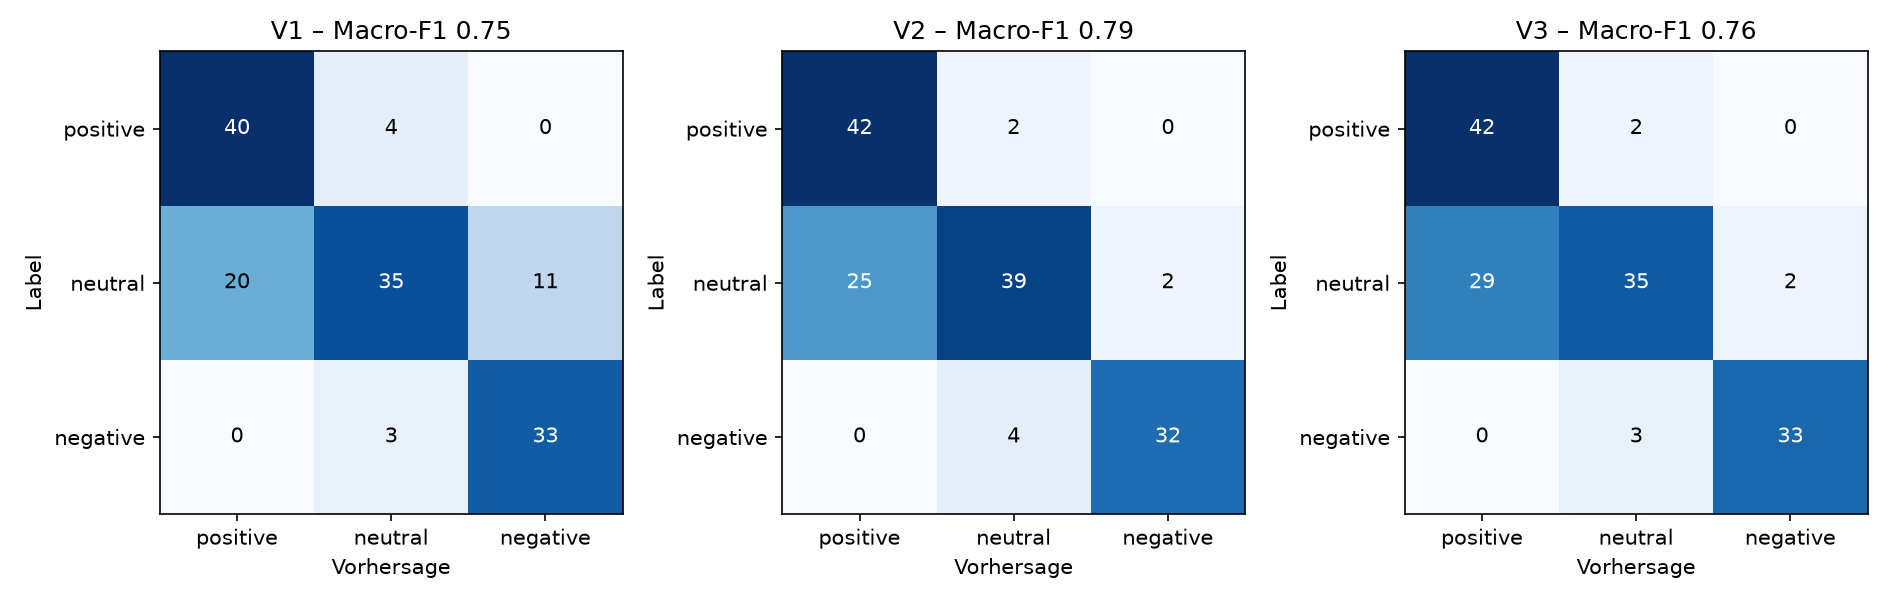 V1 – Macro-F1 0.75
positive 40 4 0
neutral 20 35 11
negative 0 3 33
positive neutral negative
Vorhersage
Label
V2 – Macro-F1 0.79
positive 42 2 0
neutral 25 39 2
negative 0 4 32
positive neutral negative
Vorhersage
Label
V3 – Macro-F1 0.76
positive 42 2 0
neutral 29 35 2
negative 0 3 33
positive neutral negative
Vorhersage
Label